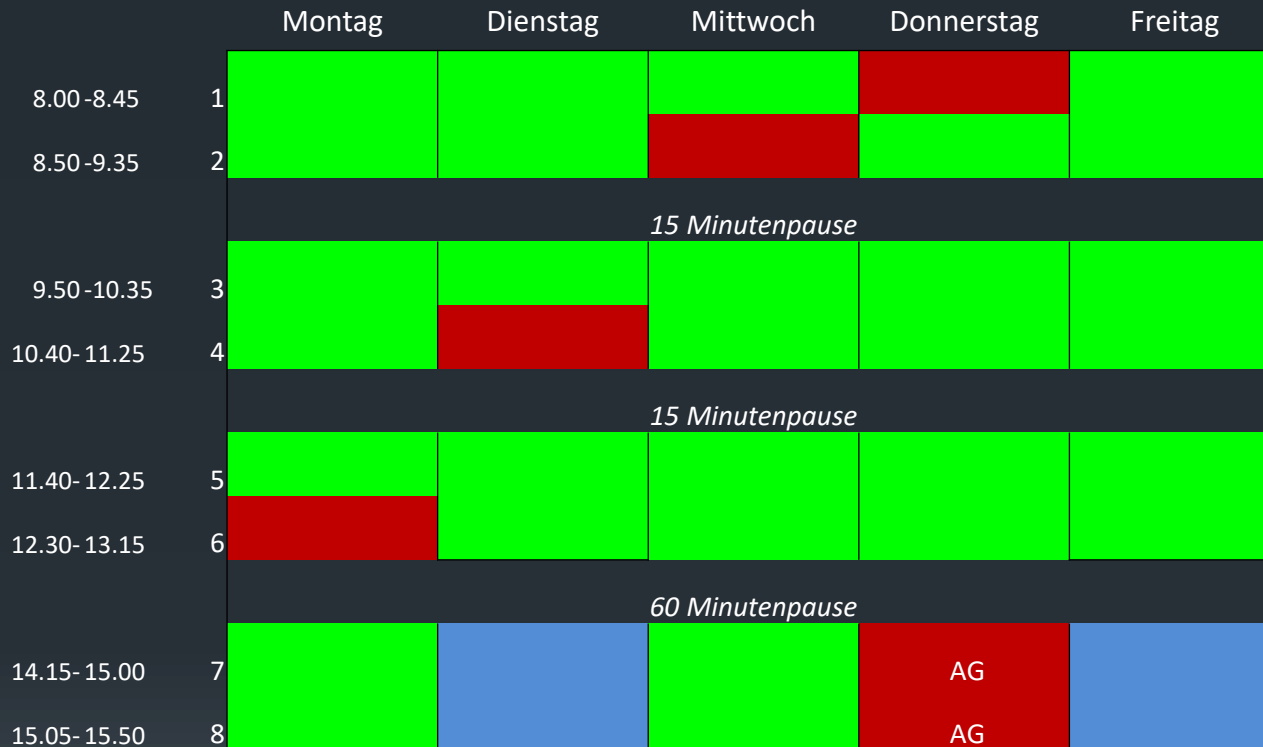 Montag Dienstag Mittwoch Donnerstag Freitag
8.00-8.45 1
8.50-9.35 2
15 Minutenpause
9.50-10.35 3
10.40-11.25 4
15 Minutenpause
11.40-12.25 5
12.30-13.15 6
60 Minutenpause
14.15-15.00 7 AG
15.05-15.50 8 AG